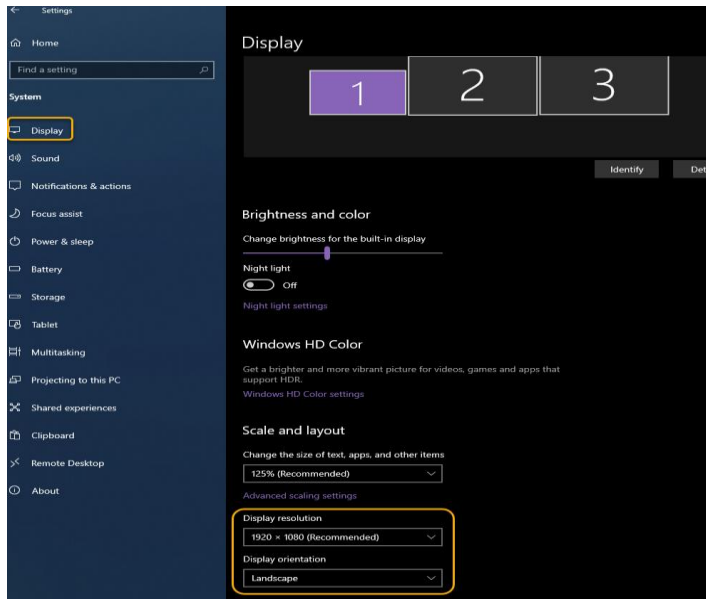 Settings
Home
Find a setting
System
Display
Sound
Notifications & actions
Focus assist
Power & sleep
Battery
Storage
Tablet
Multitasking
Projecting to this PC
Shared experiences
Clipboard
Remote Desktop
About
Display
1 2 3
Identify Det
Brightness and color
Change brightness for the built-in display
Night light
Off
Night light settings
Windows HD Color
Get a brighter and more vibrant picture for videos, games and apps that
support HDR.
Windows HD Color settings
Scale and layout
Change the size of text, apps, and other items
125% (Recommended)
Advanced scaling settings
Display resolution
1920 × 1080 (Recommended)
Display orientation
Landscape